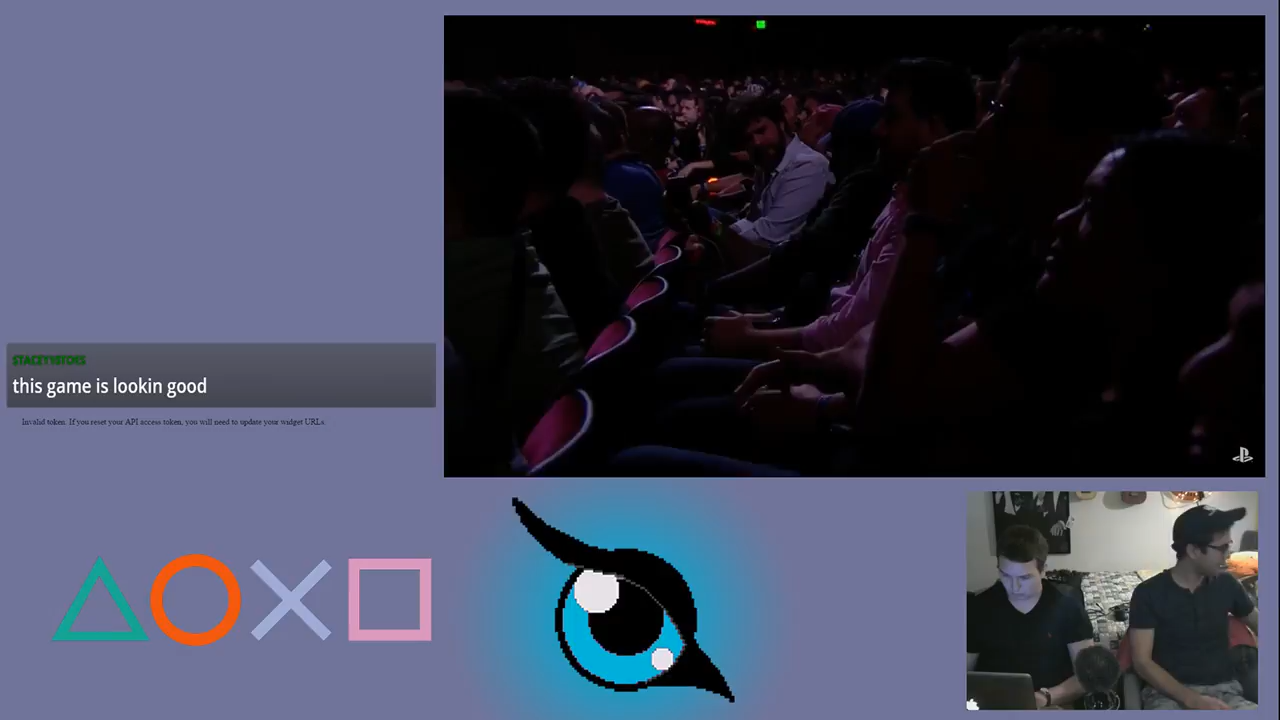 this game is lookin good
Invalid token. If you reset your API access token, you will need to update your widget URLs.